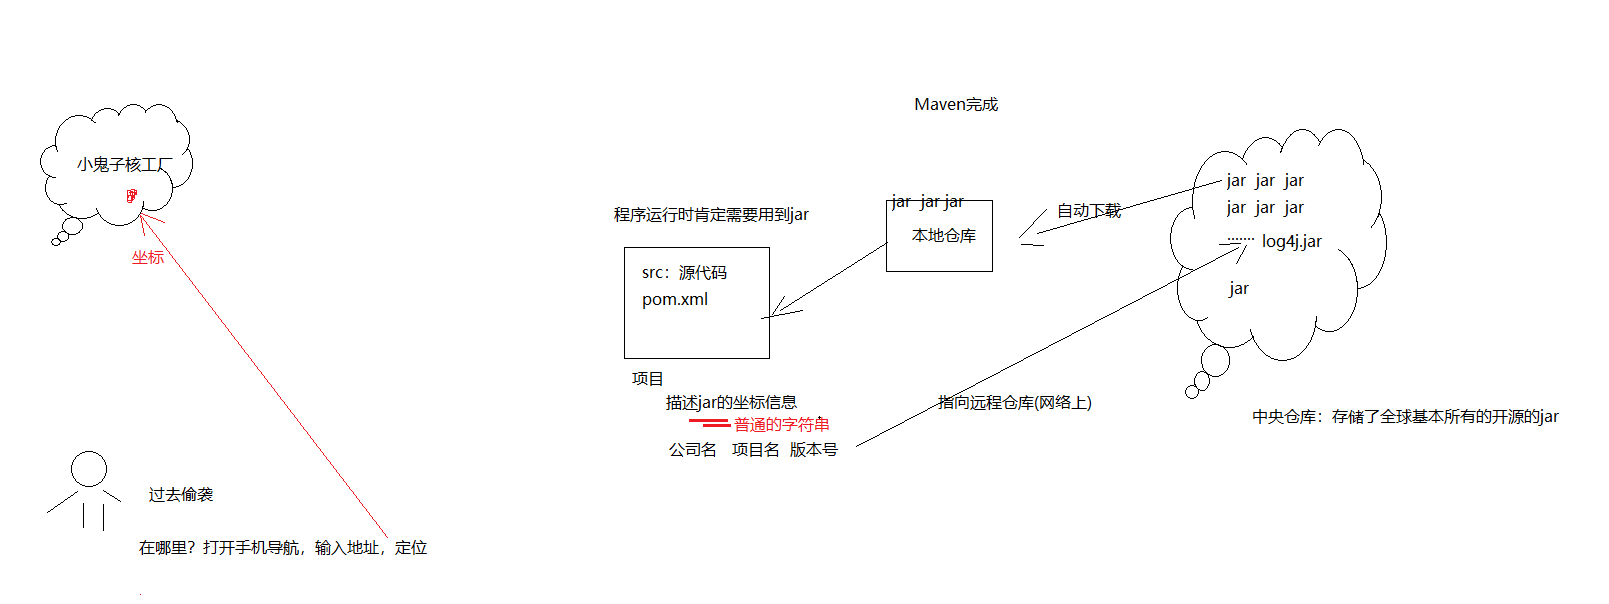 Maven完成
小鬼子核工厂
坐标
过去偷袭
在哪里？打开手机导航，输入地址，定位
程序运行时肯定需要用到jar
src：源代码
pom.xml
项目
描述jar的坐标信息
普通的字符串
公司名 项目名 版本号
jar jar jar
本地仓库
自动下载
指向远程仓库(网络上)
jar jar jar
jar jar jar
....... log4j.jar
jar
中央仓库：存储了全球基本所有的开源的jar